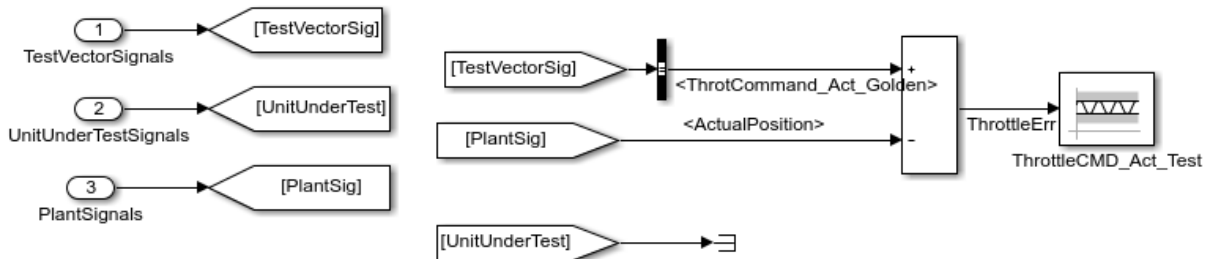 1
[TestVectorSig]
TestVectorSignals
2
[UnitUnderTest]
UnitUnderTestSignals
3
[PlantSig]
PlantSignals
[TestVectorSig]
<ThrotCommand_Act_Golden>
+
[PlantSig]
<ActualPosition>
−
ThrottleErr
ThrottleCMD_Act_Test
[UnitUnderTest]